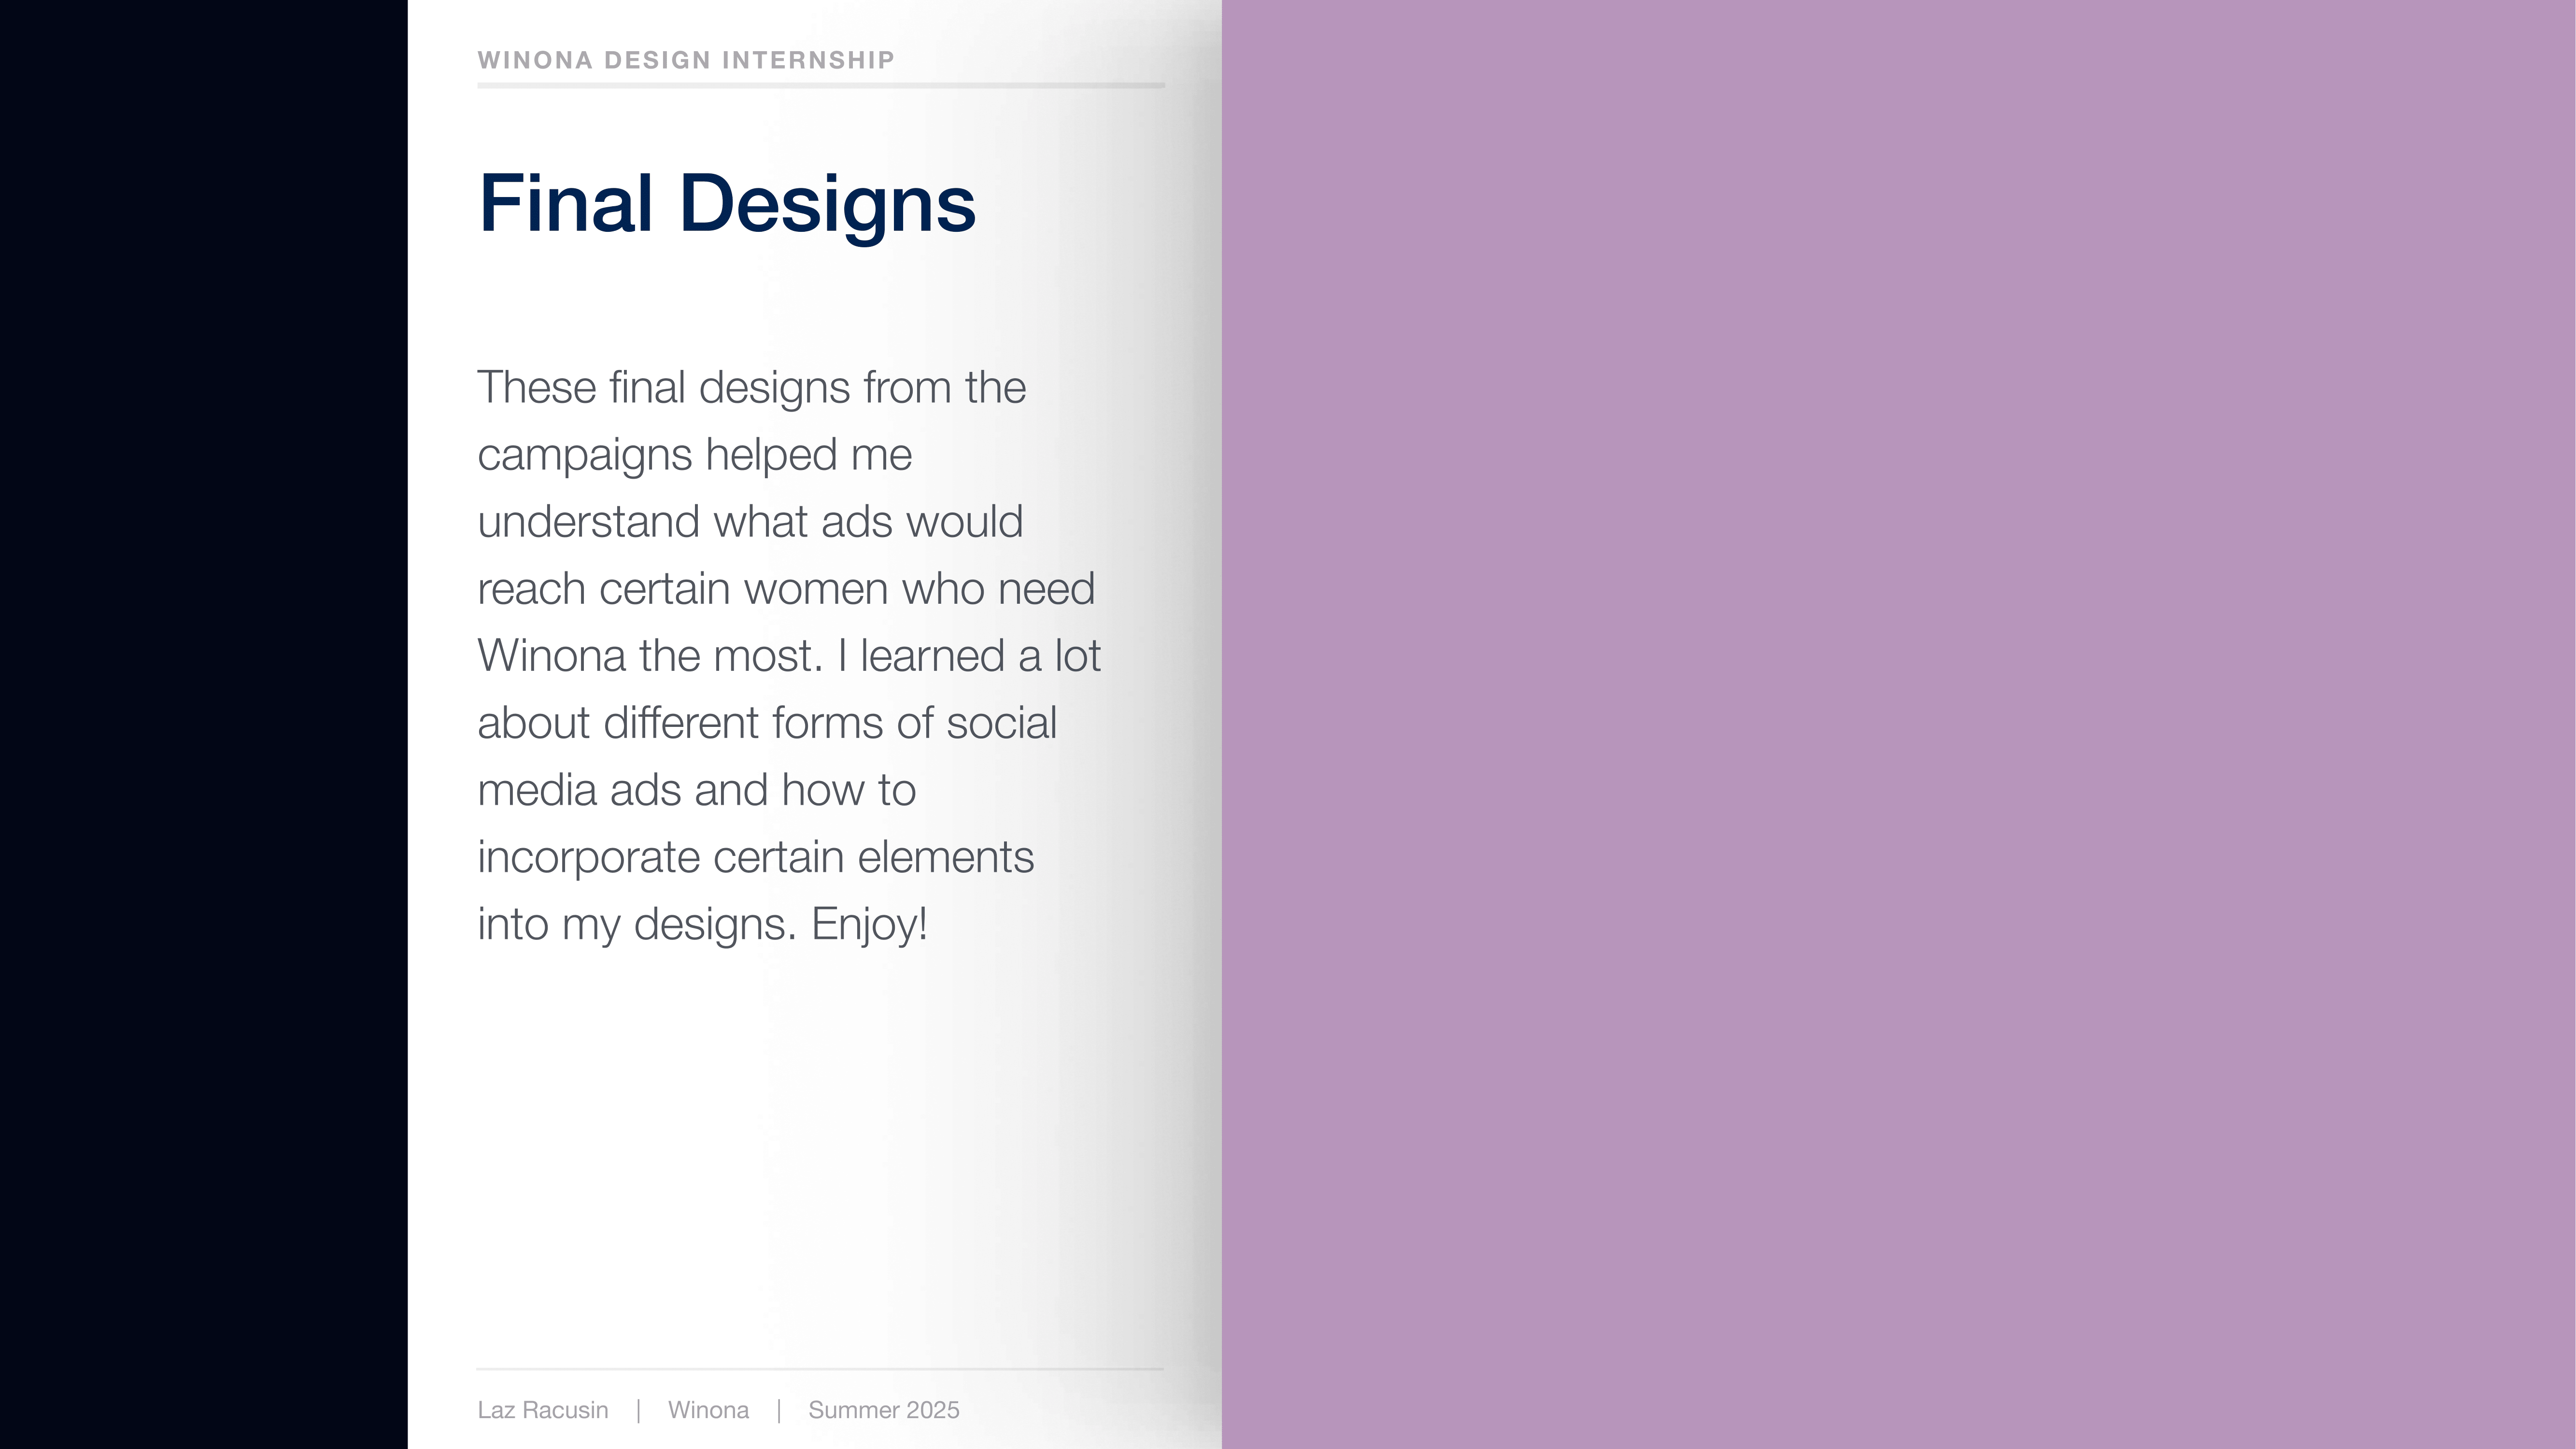 WINONA DESIGN INTERNSHIP
Final Designs
These final designs from the
campaigns helped me
understand what ads would
reach certain women who need
Winona the most. I learned a lot
about different forms of social
media ads and how to
incorporate certain elements
into my designs. Enjoy!
Laz Racusin | Winona | Summer 2025